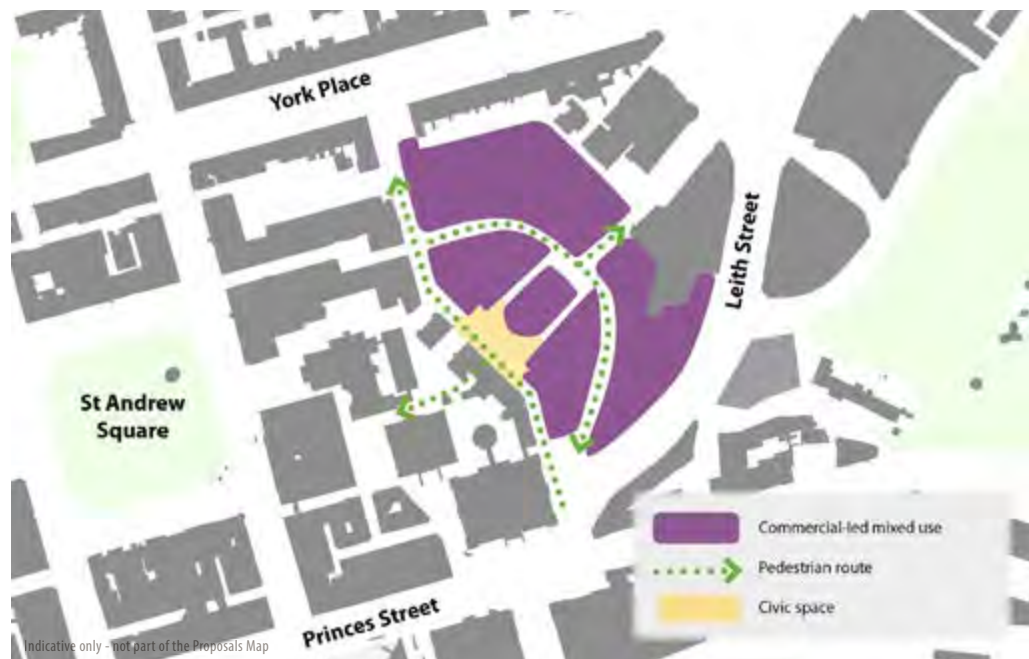 York Place
Leith Street
St Andrew
Square
Commercial-led mixed use
Pedestrian route
Civic space
Princes Street
Indicative only - not part of the Proposals Map